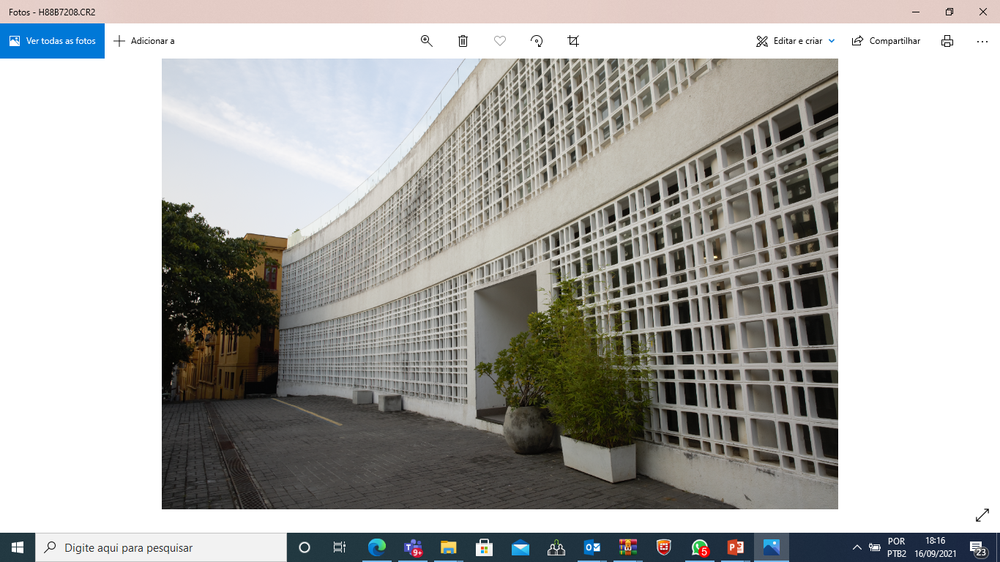 Fotos - H88B7208.CR2
Ver todas as fotos
Adicionar a
Editar e criar
Compartilhar
Digite aqui para pesquisar
9+
5
POR
PTB2
18:16
16/09/2021
23